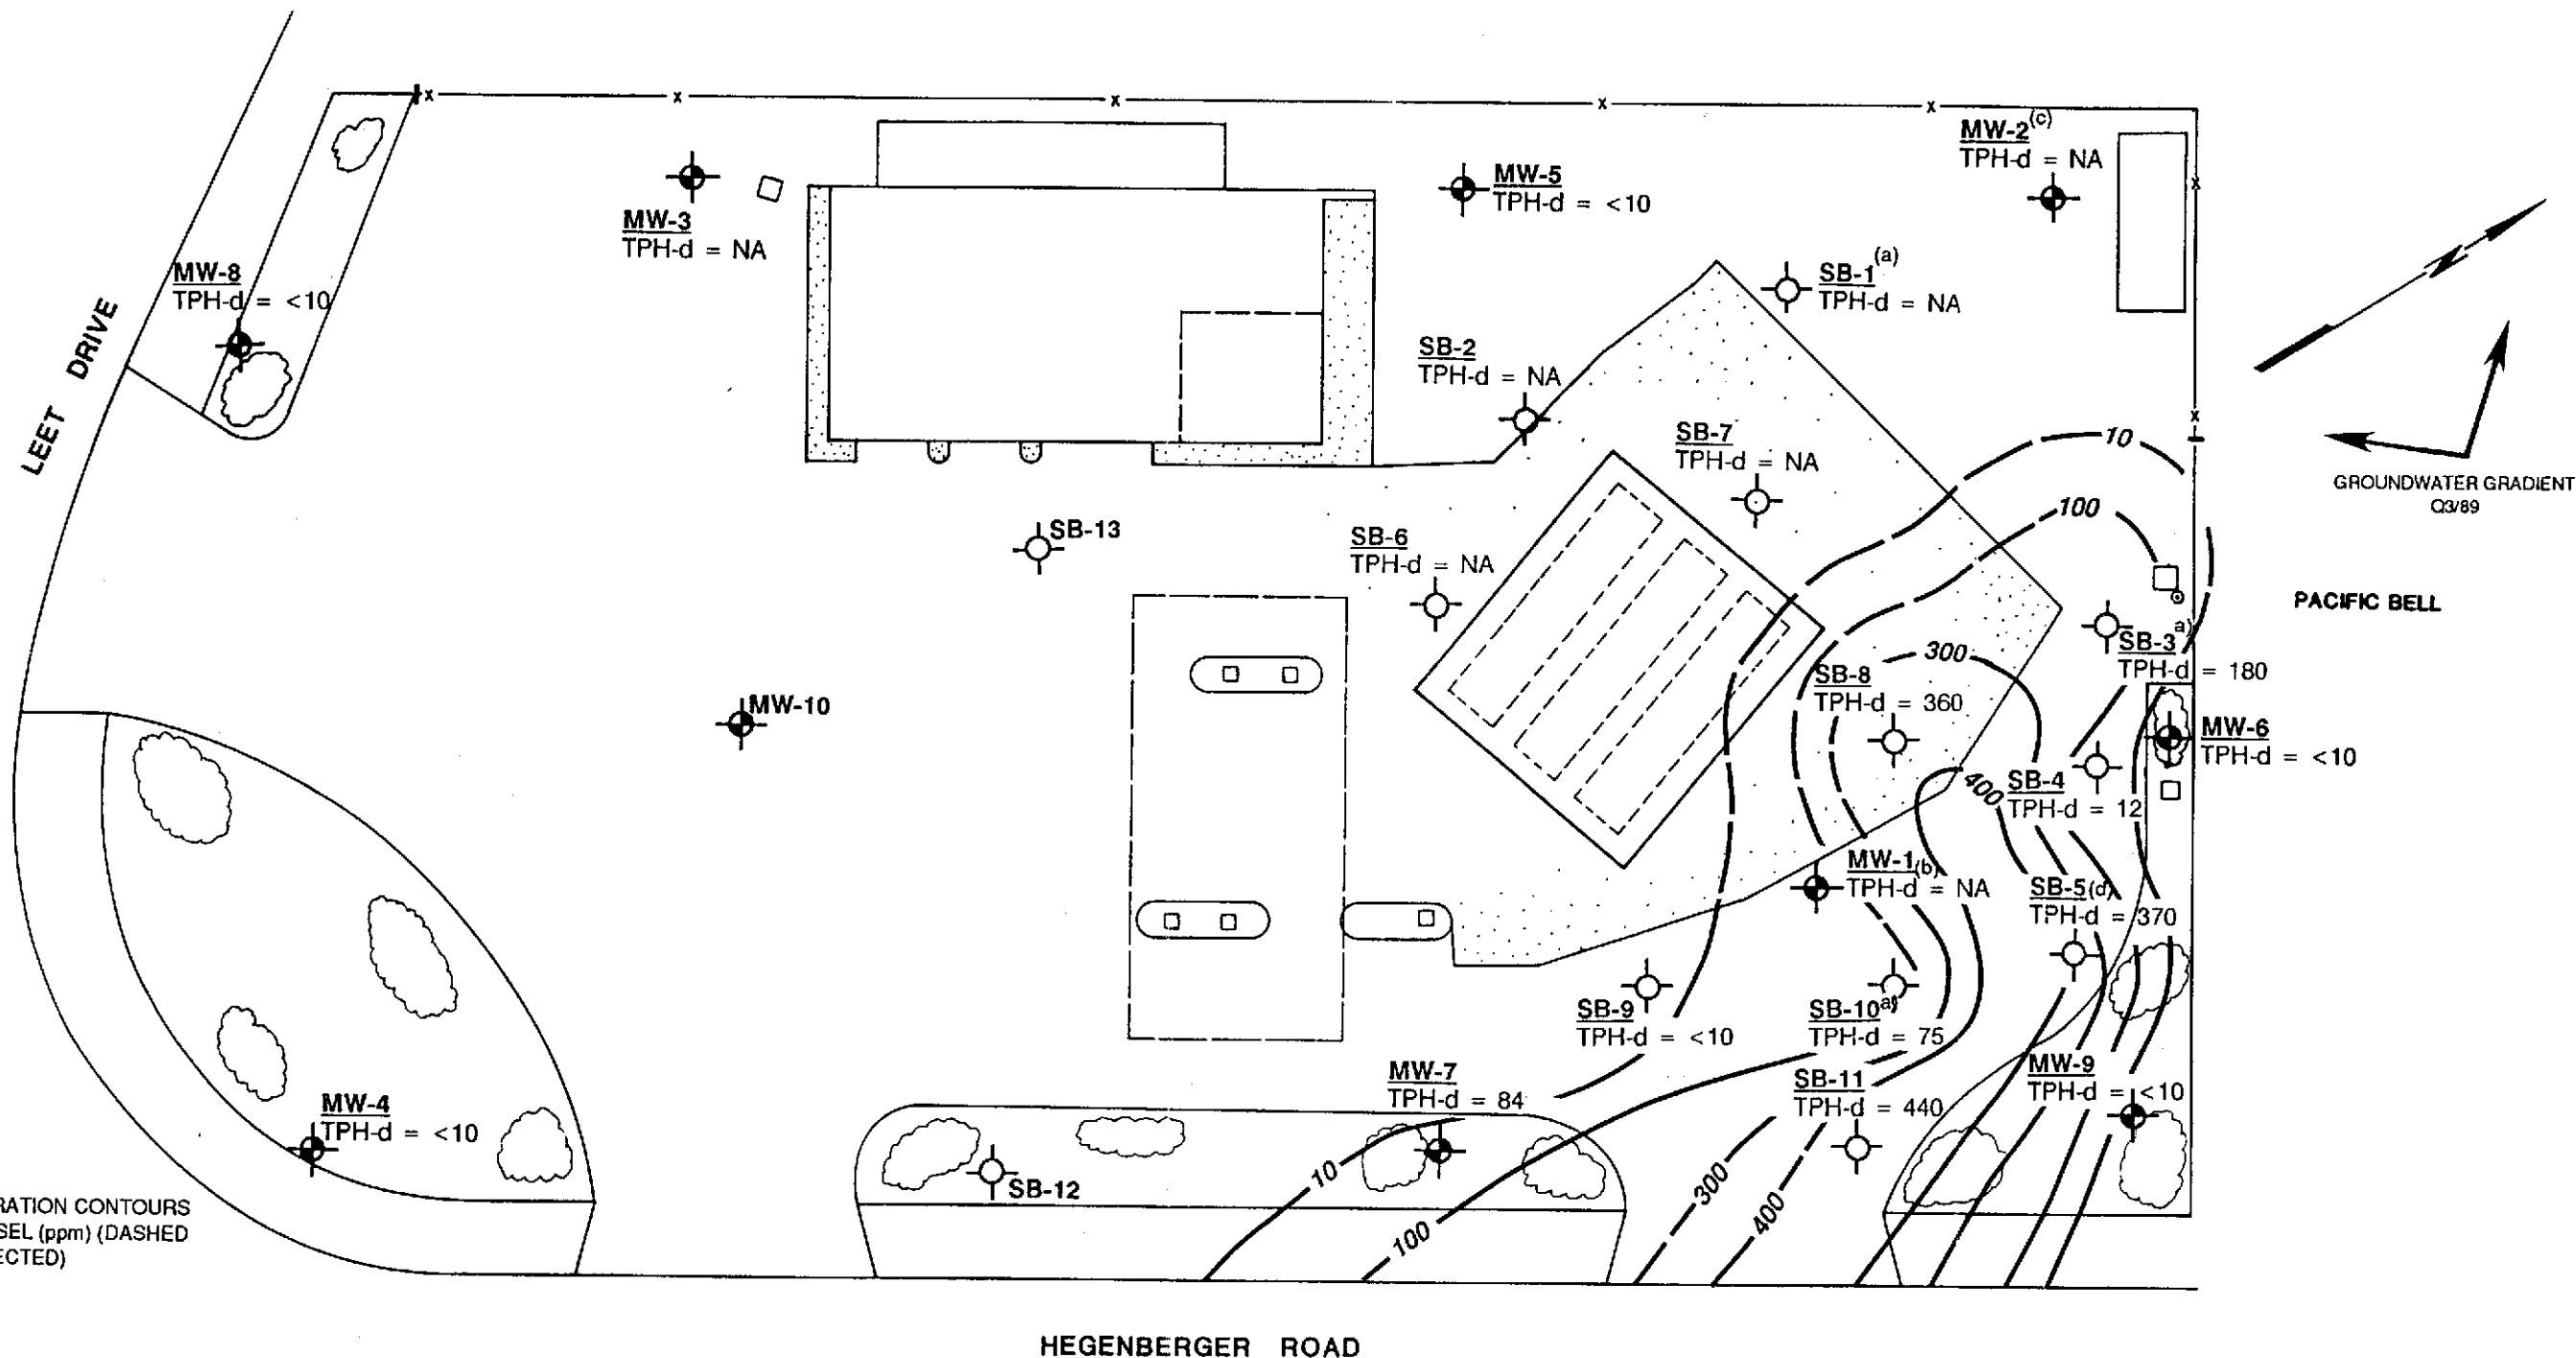 MW-2(c)
TPH-d = NA
MW-5
TPH-d = <10
MW-3
TPH-d = NA
MW-8
TPH-d = <10
SB-1(a)
TPH-d = NA
LEET DRIVE
SB-2
TPH-d = NA
SB-7
TPH-d = NA
10
100
GROUNDWATER GRADIENT
Q3/89
SB-13
SB-6
TPH-d = NA
PACIFIC BELL
SB-3a)
TPH-d = 180
300
SB-8
TPH-d = 360
MW-10
MW-6
TPH-d = <10
400
SB-4
TPH-d = 12
MW-1(b)
TPH-d = NA
SB-5(d)
TPH-d = 370
SB-9
TPH-d = <10
SB-10a)
TPH-d = 75
MW-7
TPH-d = 84
SB-11
TPH-d = 440
MW-9
TPH-d = <10
MW-4
TPH-d = <10
SB-12
10
100
300
400
RATION CONTOURS
SEL (ppm) (DASHED
ECTED)
HEGENBERGER ROAD